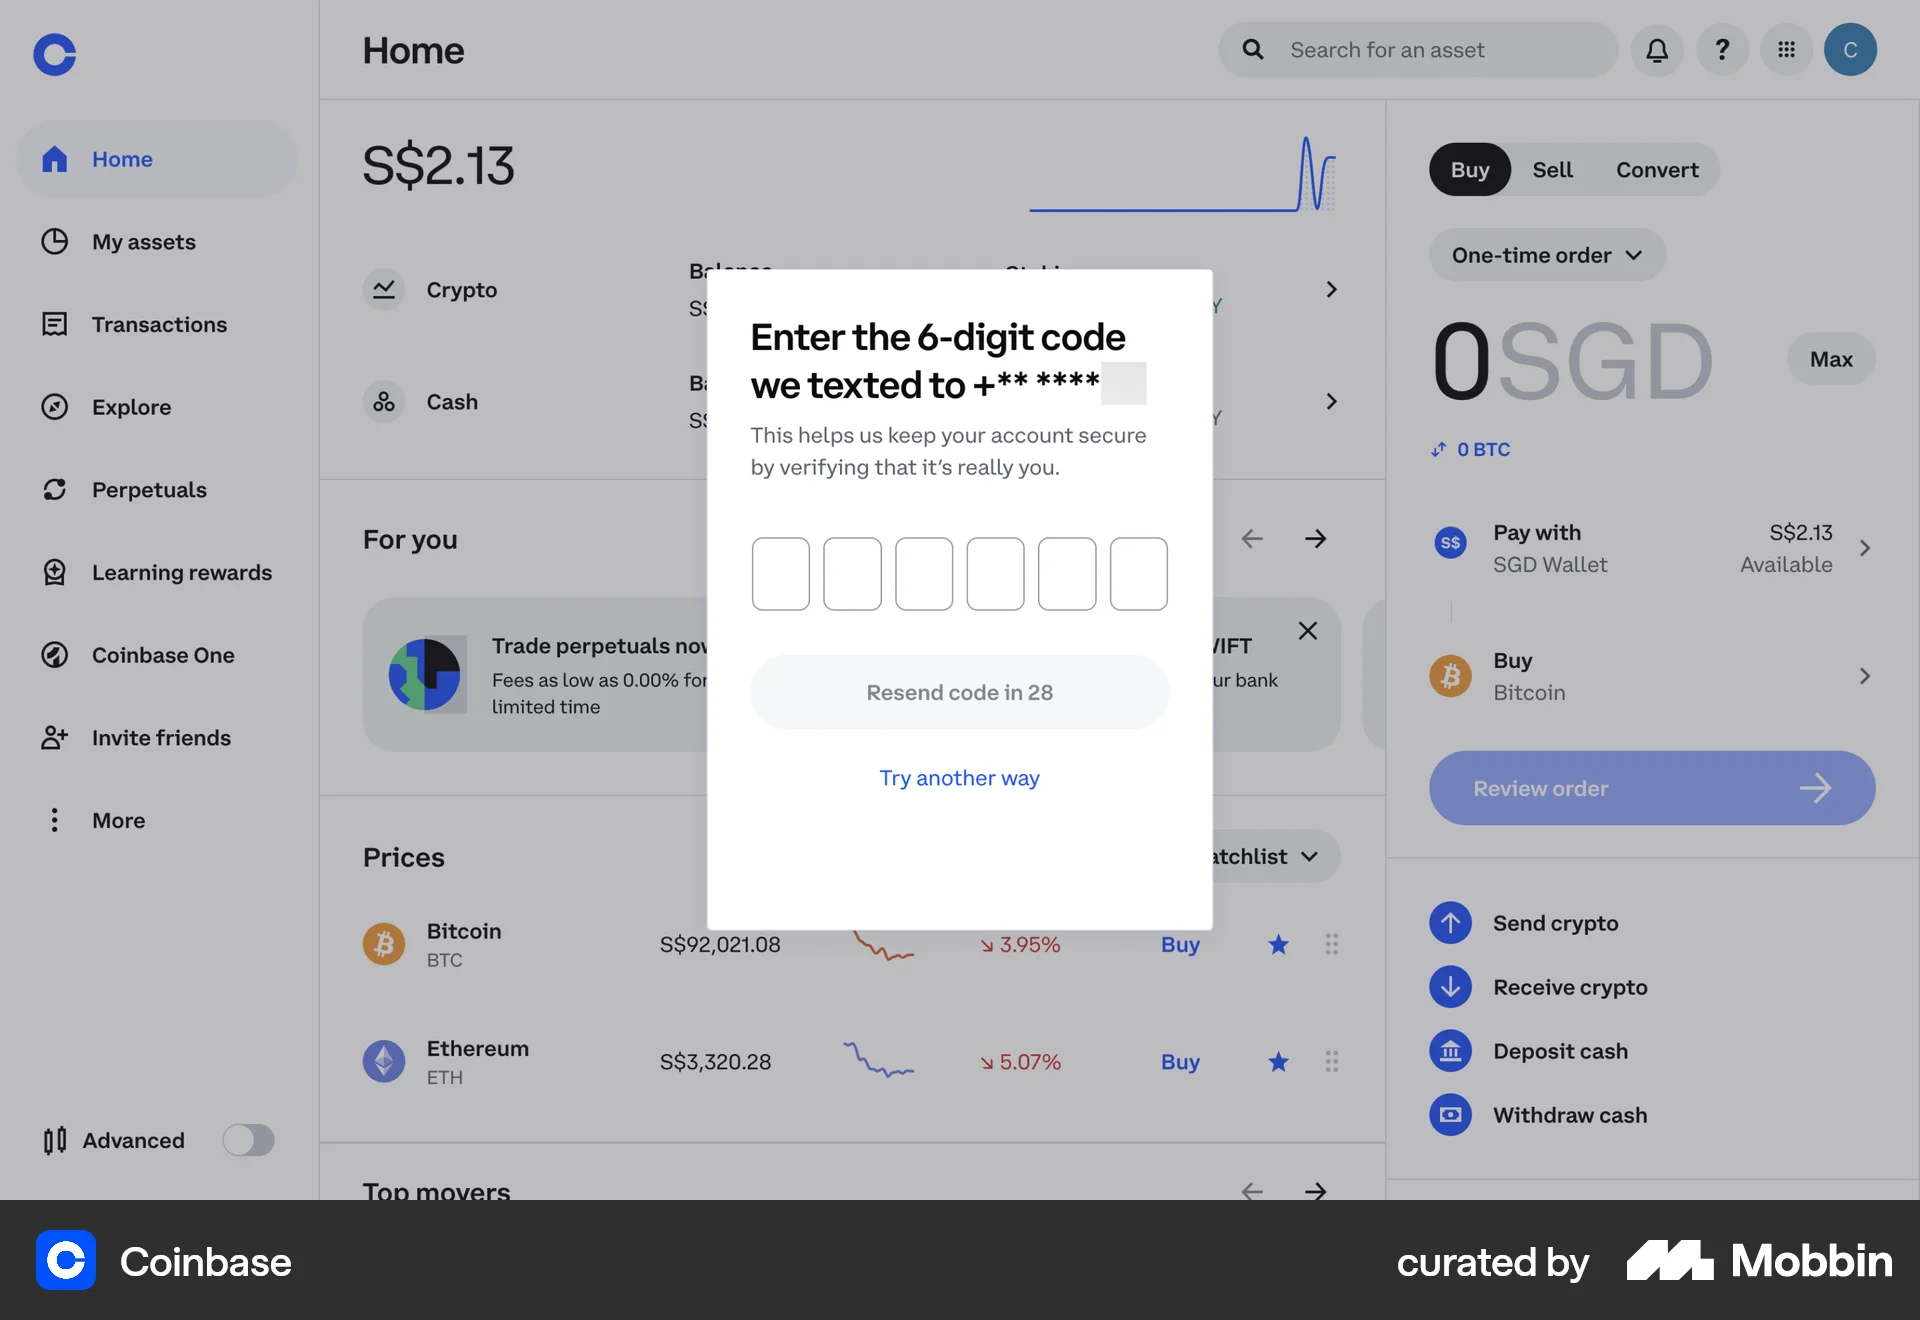 Home
Search for an asset
C
Home
My assets
Transactions
Explore
Perpetuals
Learning rewards
Coinbase One
Invite friends
More
Advanced
S$2.13
Crypto
Cash
For you
Trade perpetuals now
Fees as low as 0.00% for
limited time
ur bank
Prices
Bitcoin
BTC
S$92,021.08
↘ 3.95%
Buy
Ethereum
ETH
S$3,320.28
↘ 5.07%
Buy
Top movers
Enter the 6-digit code
we texted to +** ****
This helps us keep your account secure
by verifying that it's really you.
Resend code in 28
Try another way
Buy
Sell
Convert
One-time order
0SGD
Max
0 BTC
S$
Pay with
SGD Wallet
S$2.13
Available
Buy
Bitcoin
Review order
Send crypto
Receive crypto
Deposit cash
Withdraw cash
Coinbase
curated by
Mobbin